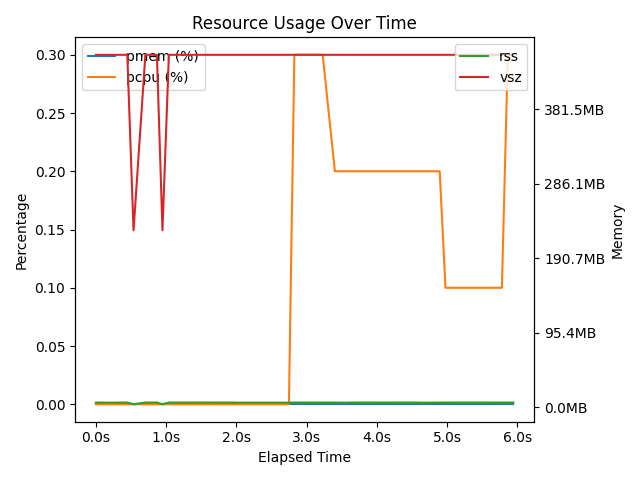 Resource Usage Over Time
pmem (%)
pcpu (%)
rss
vsz
0.30
0.25
0.20
0.15
0.10
0.05
0.00
Percentage
381.5MB
286.1MB
190.7MB
95.4MB
0.0MB
Memory
0.0s 1.0s 2.0s 3.0s 4.0s 5.0s 6.0s
Elapsed Time